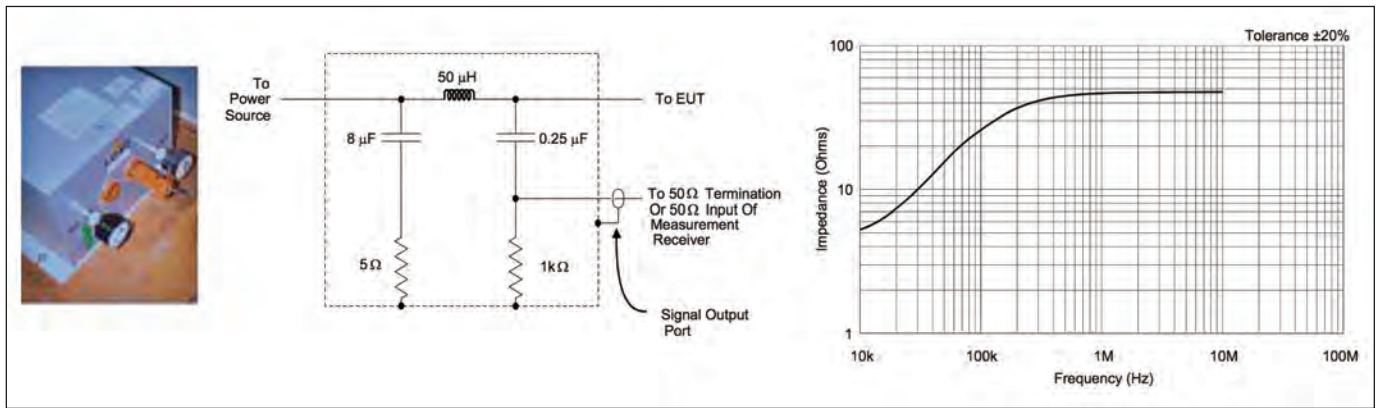 To
Power
Source
50 μH
To EUT
8 μF
0.25 μF
To 50Ω Termination
Or 50Ω Input Of
Measurement
Receiver
5Ω
1kΩ
Signal Output
Port
Tolerance ±20%
100
10
1
Impedance (Ohms)
10k 100k 1M 10M 100M
Frequency (Hz)